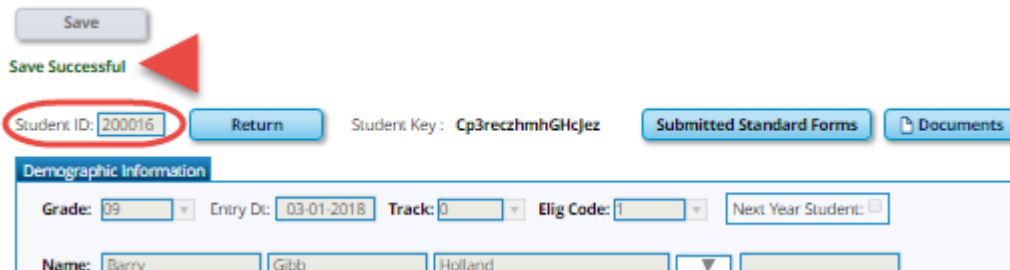 Save
Save Successful
Student ID: 200016 Return Student Key : Cp3reczhmhGHcJez Submitted Standard Forms Documents
Demographic Information
Grade: 09 Entry Dt: 03-01-2018 Track: 0 Elig Code: 1 Next Year Student:
Name: Barry Gibb Holland